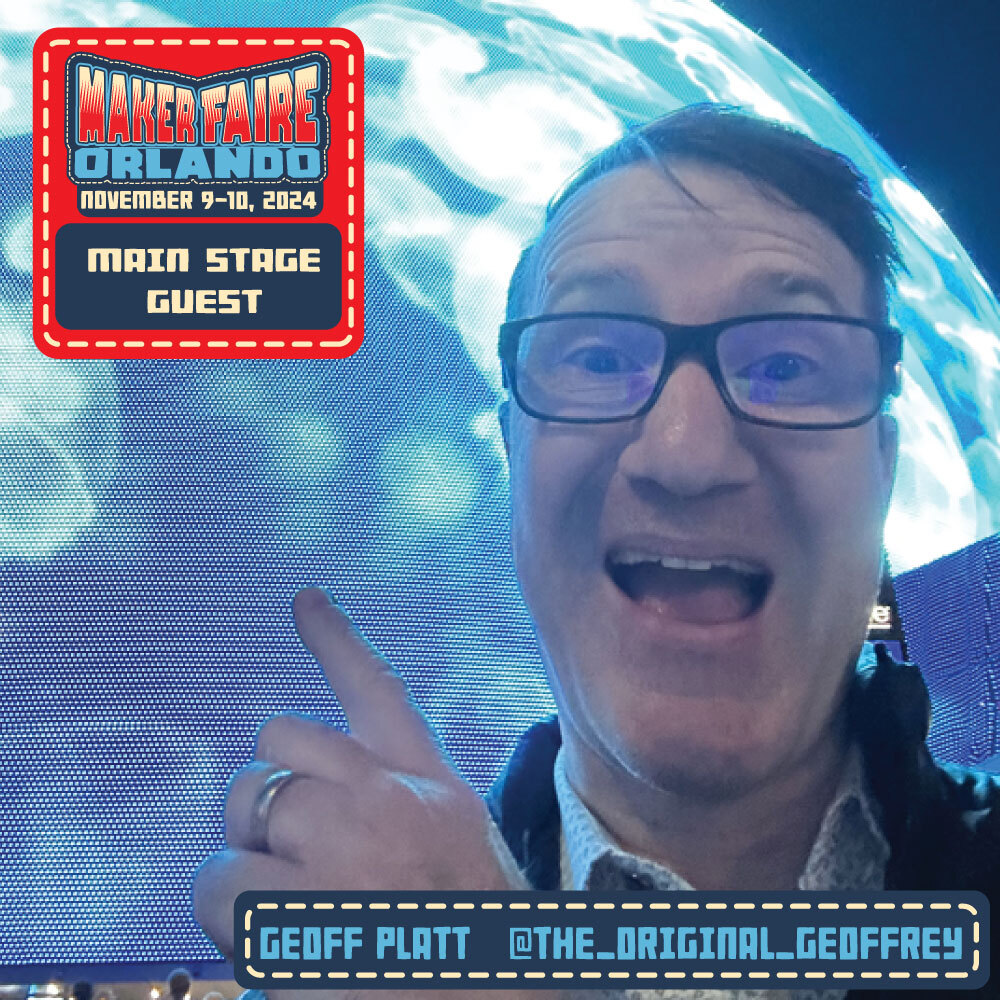 MAKER FAIRE
ORLANDO
NOVEMBER 9-10, 2024
MAIN STAGE
GUEST
GEOFF PLATT @THE_ORIGINAL_GEOFFREY